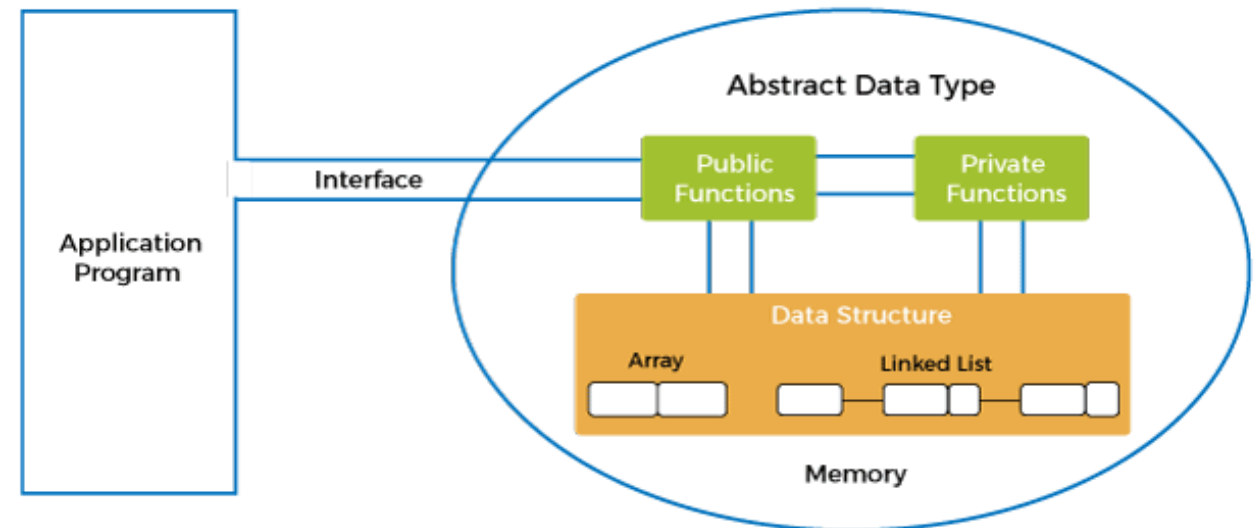 Abstract Data Type
Public
Functions
Private
Functions
Interface
Application
Program
Data Structure
Array
Linked List
Memory